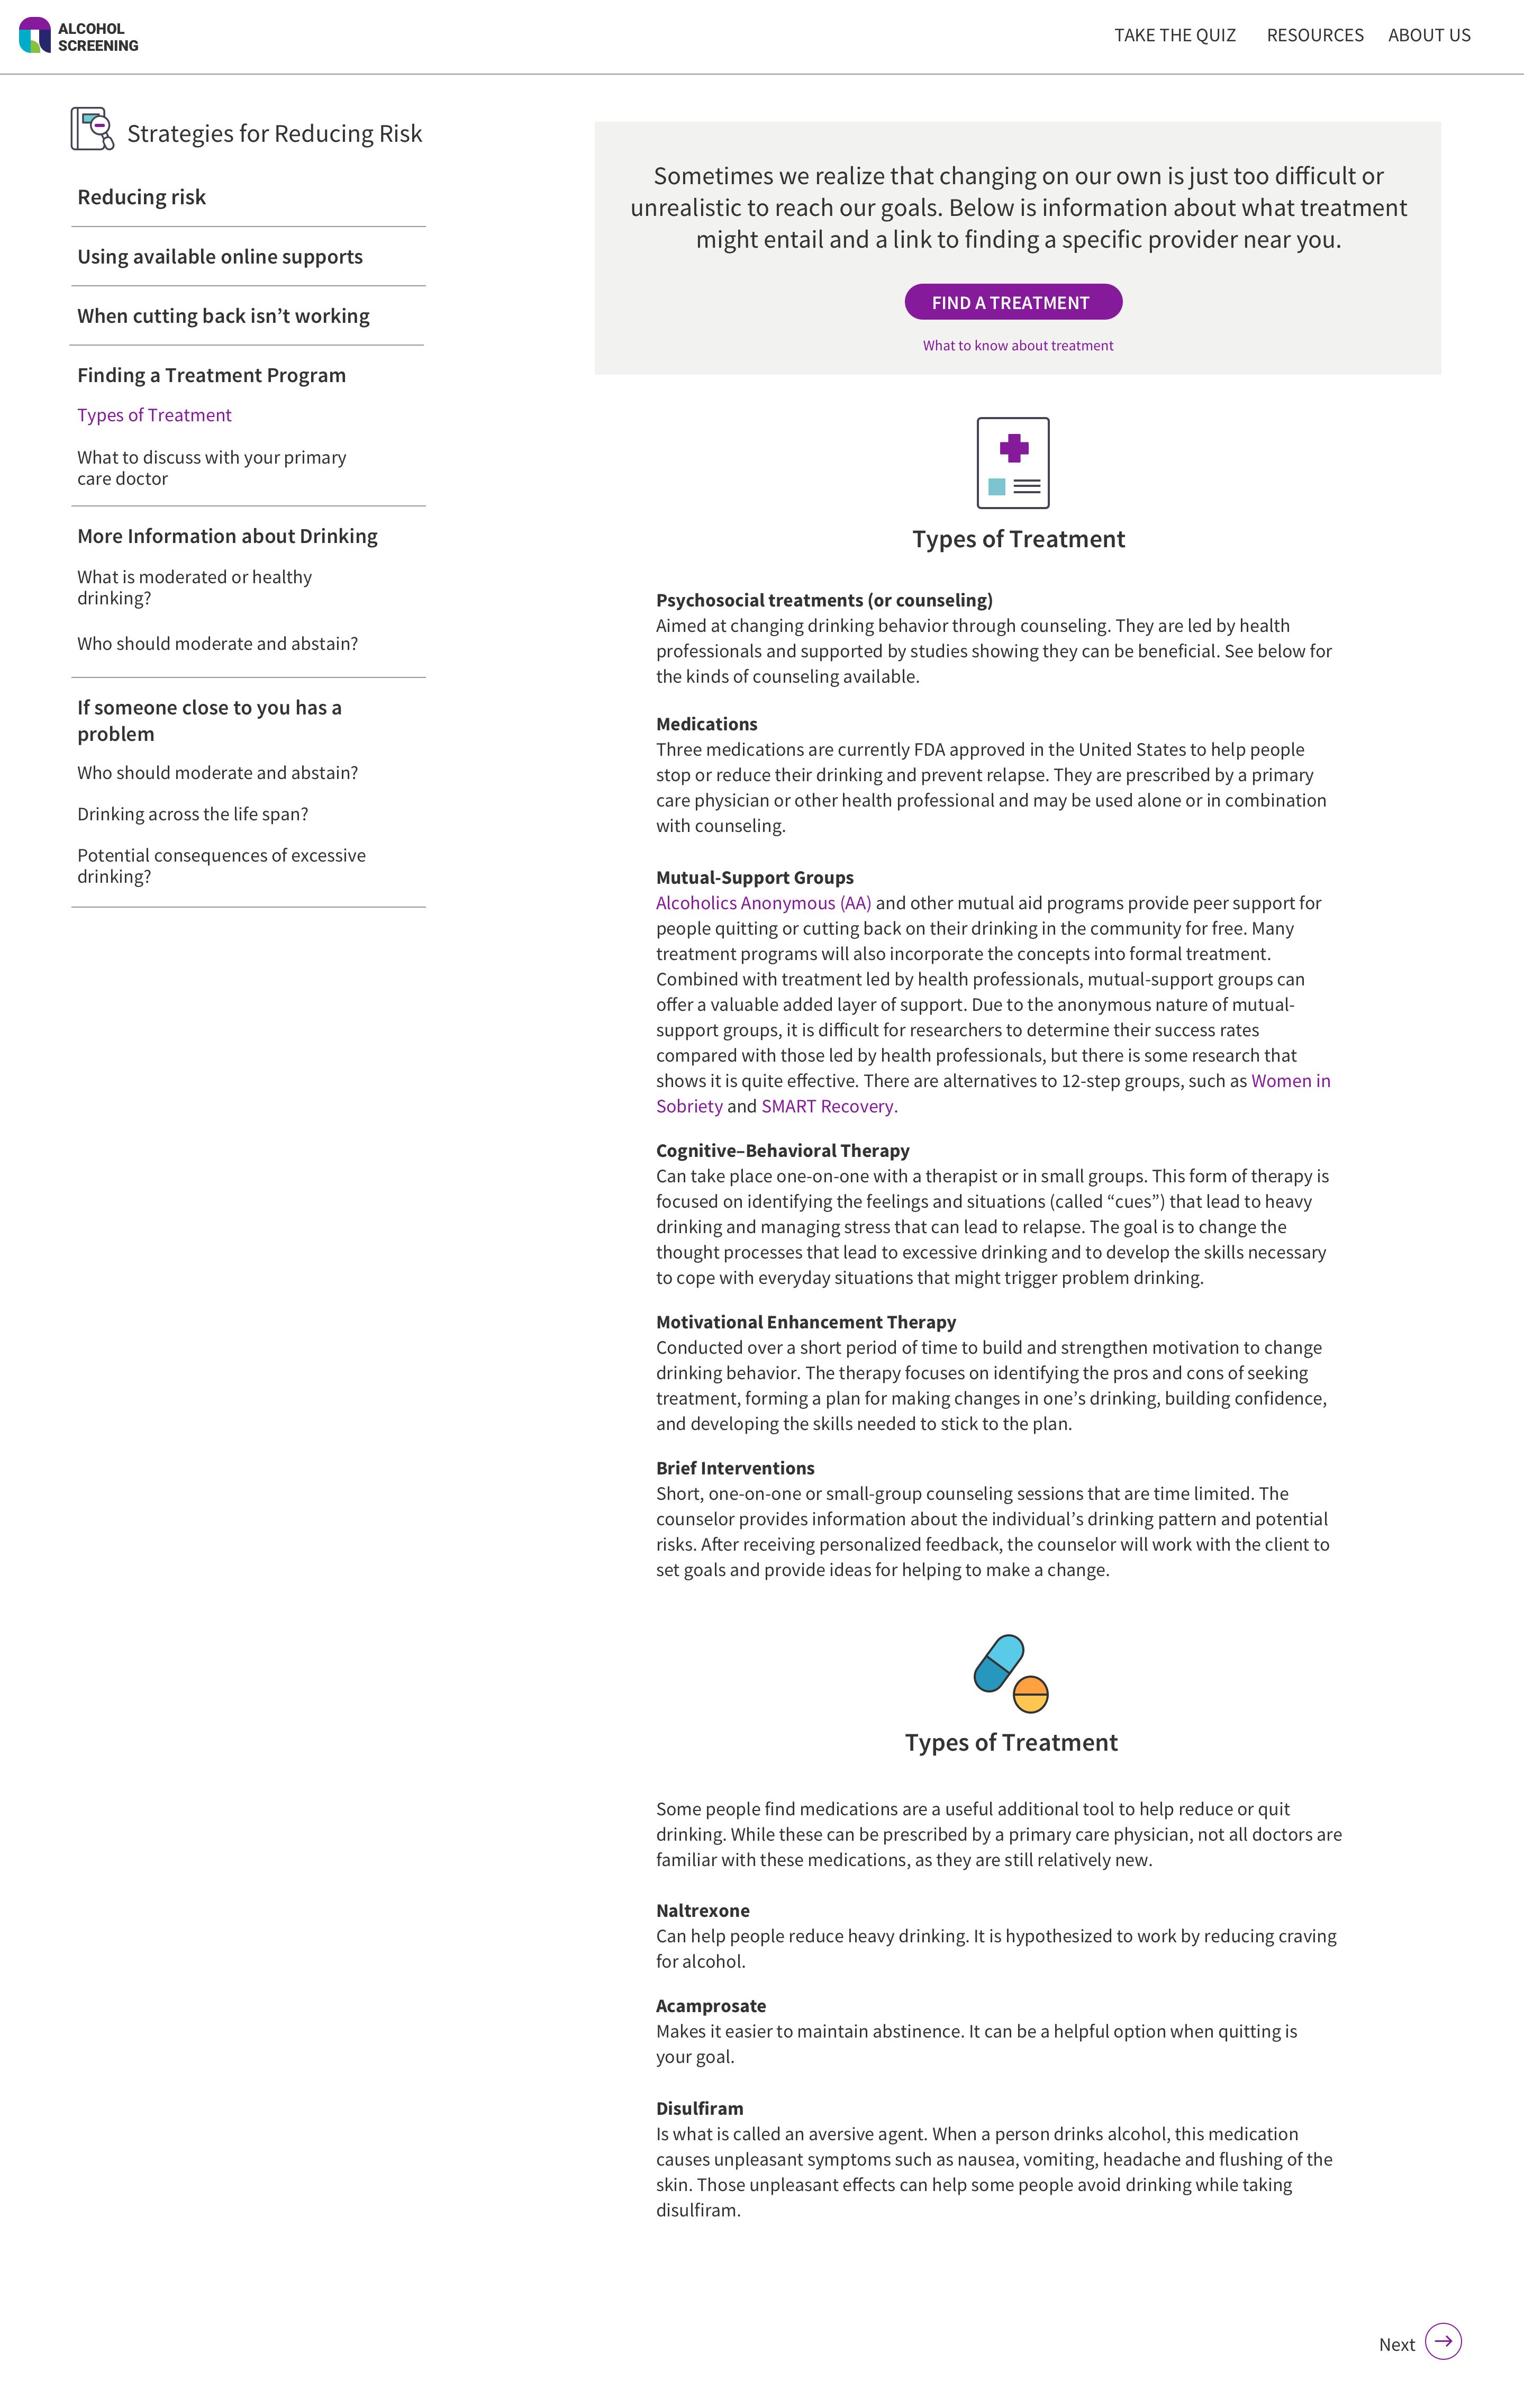 ALCOHOL
SCREENING
TAKE THE QUIZ
RESOURCES
ABOUT US
Strategies for Reducing Risk
Reducing risk
Using available online supports
When cutting back isn’t working
Finding a Treatment Program
Types of Treatment
What to discuss with your primary
care doctor
More Information about Drinking
What is moderated or healthy
drinking?
Who should moderate and abstain?
If someone close to you has a
problem
Who should moderate and abstain?
Drinking across the life span?
Potential consequences of excessive
drinking?
Sometimes we realize that changing on our own is just too difficult or
unrealistic to reach our goals. Below is information about what treatment
might entail and a link to finding a specific provider near you.
FIND A TREATMENT
What to know about treatment
Types of Treatment
Psychosocial treatments (or counseling)
Aimed at changing drinking behavior through counseling. They are led by health
professionals and supported by studies showing they can be beneficial. See below for
the kinds of counseling available.
Medications
Three medications are currently FDA approved in the United States to help people
stop or reduce their drinking and prevent relapse. They are prescribed by a primary
care physician or other health professional and may be used alone or in combination
with counseling.
Mutual-Support Groups
Alcoholics Anonymous (AA) and other mutual aid programs provide peer support for
people quitting or cutting back on their drinking in the community for free. Many
treatment programs will also incorporate the concepts into formal treatment.
Combined with treatment led by health professionals, mutual-support groups can
offer a valuable added layer of support. Due to the anonymous nature of mutual-
support groups, it is difficult for researchers to determine their success rates
compared with those led by health professionals, but there is some research that
shows it is quite effective. There are alternatives to 12-step groups, such as Women in
Sobriety and SMART Recovery.
Cognitive–Behavioral Therapy
Can take place one-on-one with a therapist or in small groups. This form of therapy is
focused on identifying the feelings and situations (called “cues”) that lead to heavy
drinking and managing stress that can lead to relapse. The goal is to change the
thought processes that lead to excessive drinking and to develop the skills necessary
to cope with everyday situations that might trigger problem drinking.
Motivational Enhancement Therapy
Conducted over a short period of time to build and strengthen motivation to change
drinking behavior. The therapy focuses on identifying the pros and cons of seeking
treatment, forming a plan for making changes in one’s drinking, building confidence,
and developing the skills needed to stick to the plan.
Brief Interventions
Short, one-on-one or small-group counseling sessions that are time limited. The
counselor provides information about the individual’s drinking pattern and potential
risks. After receiving personalized feedback, the counselor will work with the client to
set goals and provide ideas for helping to make a change.
Types of Treatment
Some people find medications are a useful additional tool to help reduce or quit
drinking. While these can be prescribed by a primary care physician, not all doctors are
familiar with these medications, as they are still relatively new.
Naltrexone
Can help people reduce heavy drinking. It is hypothesized to work by reducing craving
for alcohol.
Acamprosate
Makes it easier to maintain abstinence. It can be a helpful option when quitting is
your goal.
Disulfiram
Is what is called an aversive agent. When a person drinks alcohol, this medication
causes unpleasant symptoms such as nausea, vomiting, headache and flushing of the
skin. Those unpleasant effects can help some people avoid drinking while taking
disulfiram.
Next